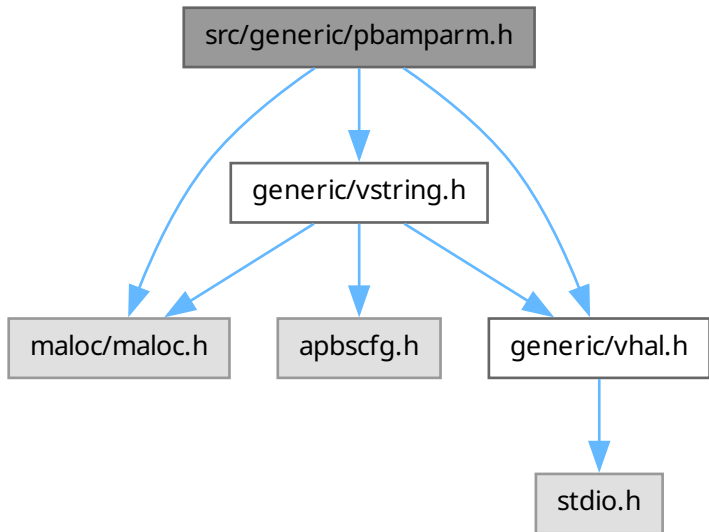 src/generic/pbamparm.h
generic/vstring.h
maloc/maloc.h
apbscfg.h
generic/vhal.h
stdio.h